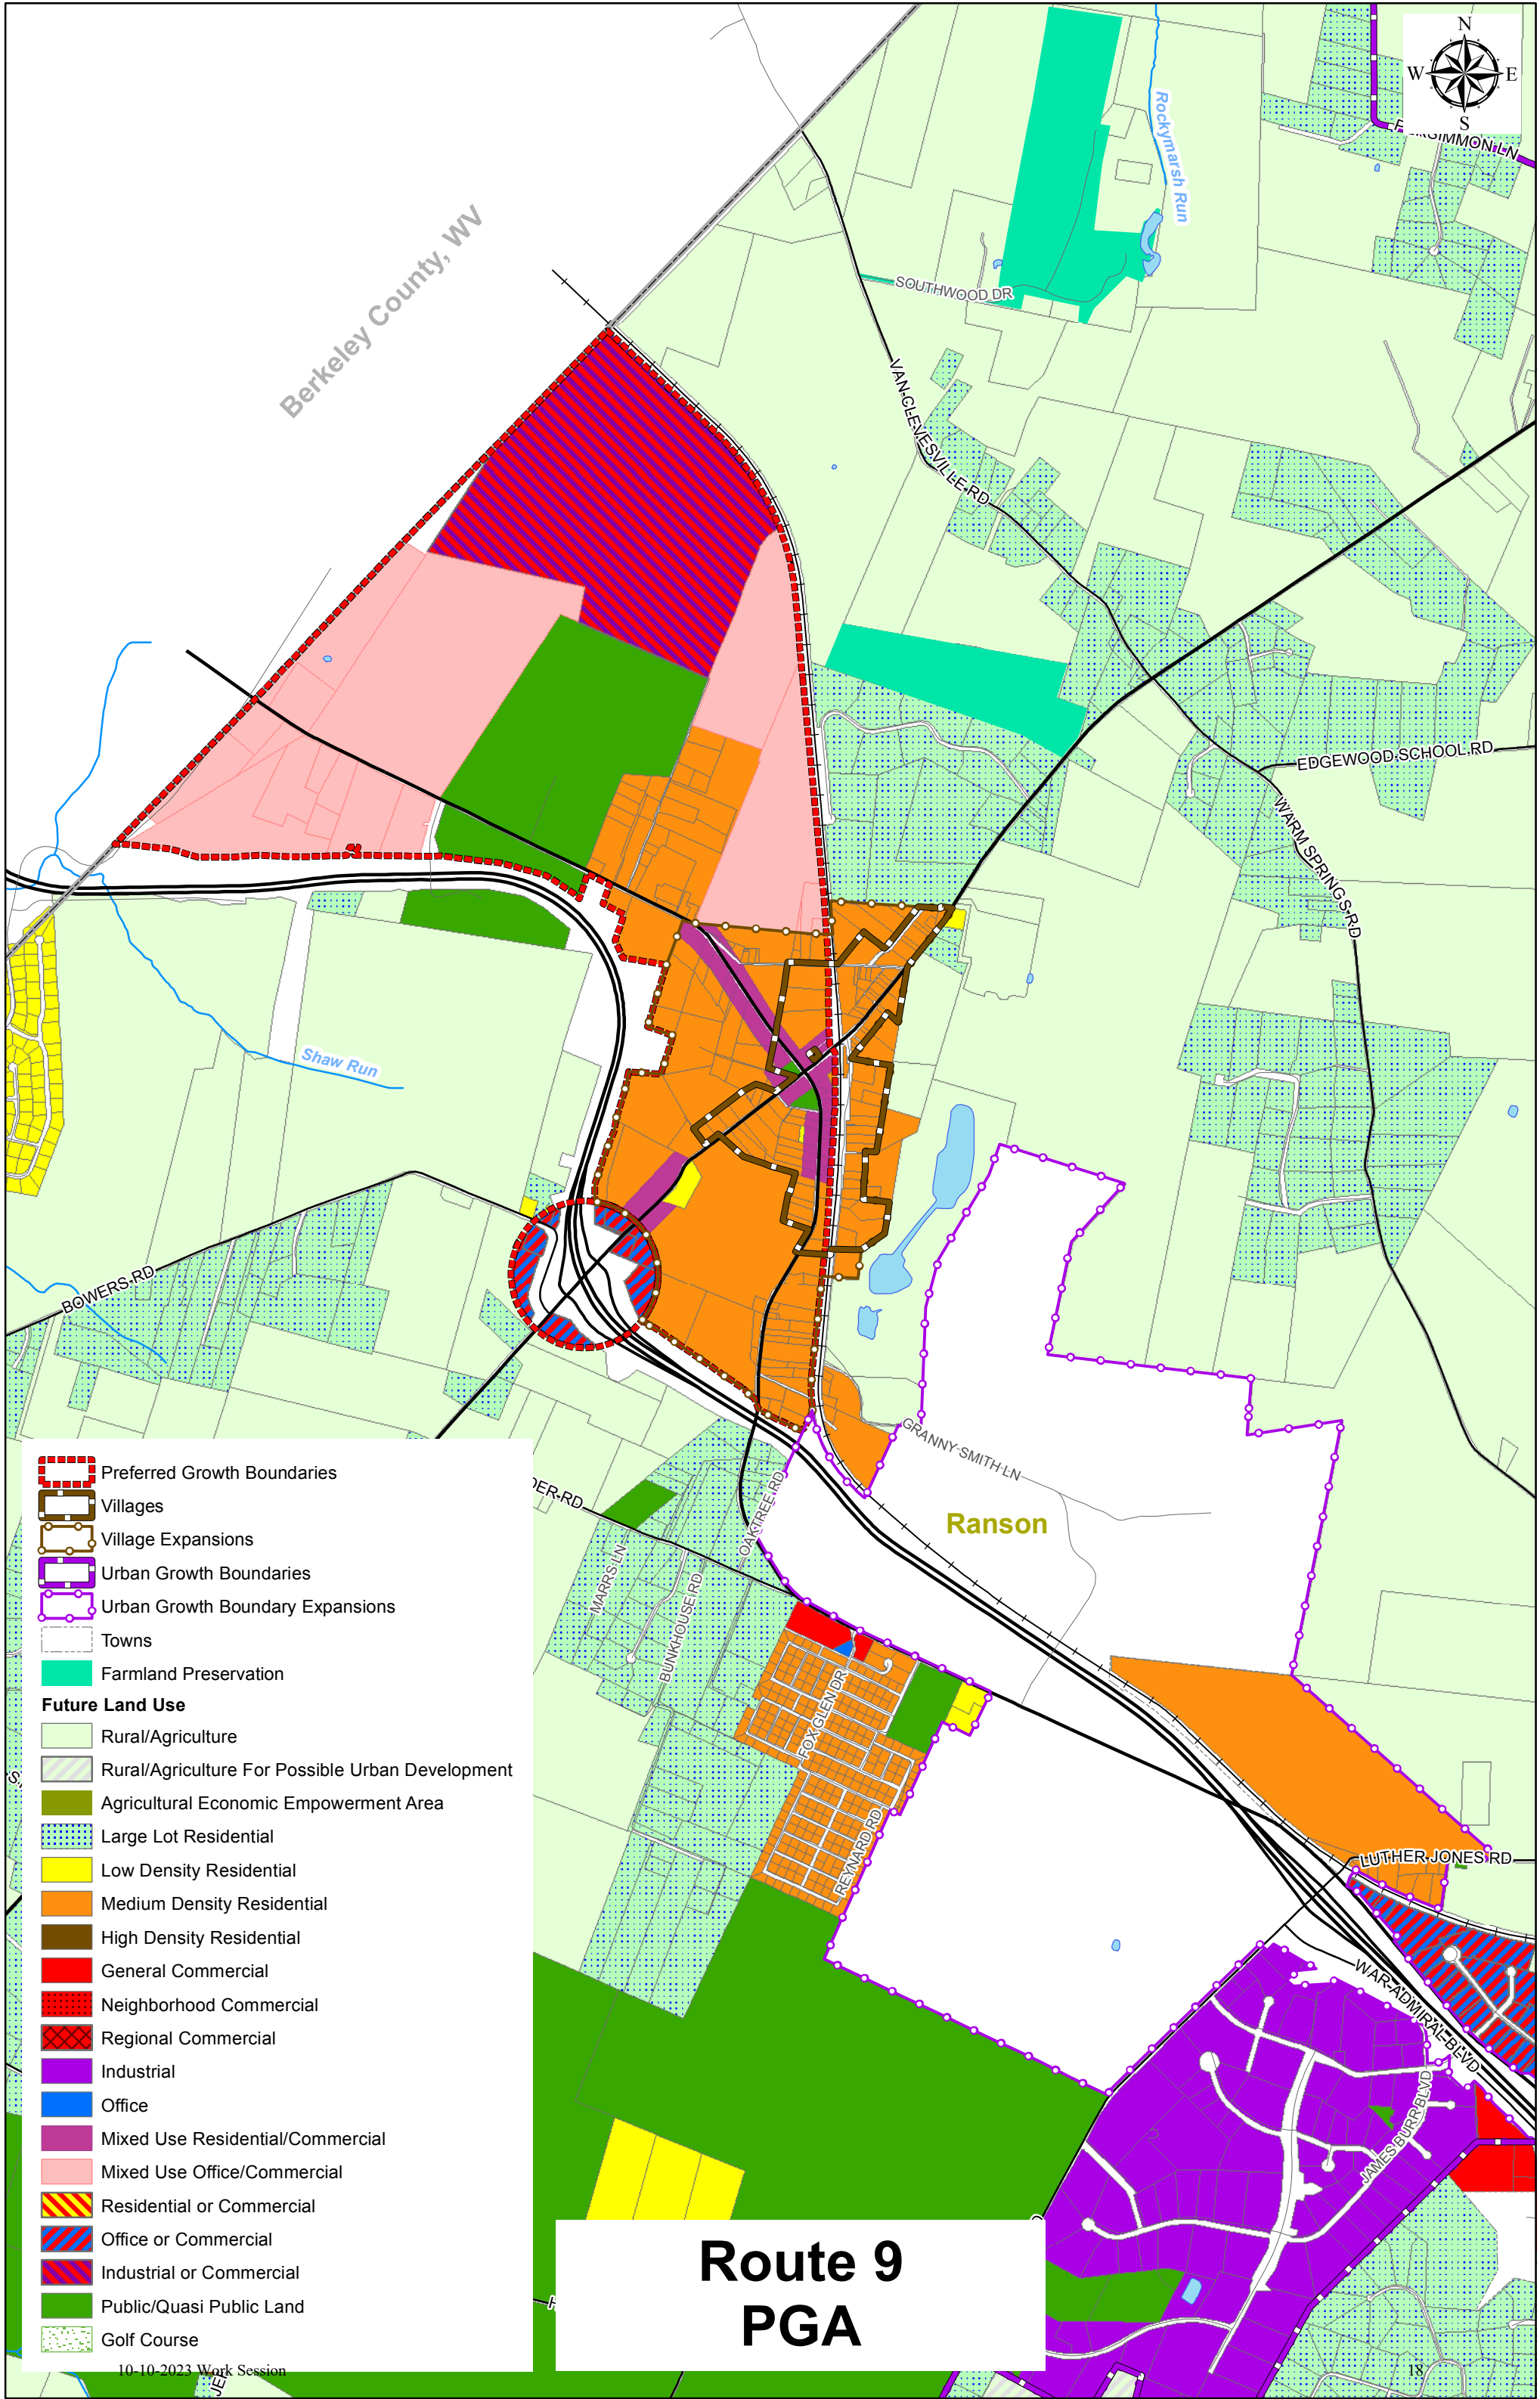 N
W
E
S
Rockymarsh Run
Berkeley County, WV
SOUTHWOOD DR
VAN CLEVESVILLE RD
EDGEWOOD SCHOOL RD
WARM SPRINGS RD
Shaw Run
BOWERS RD
GRANNY SMITH LN
Ranson
OAKTREE RD
MARRS LN
BUNKHOUSE RD
FOX GLEN DR
REYNARD RD
LUTHER JONES RD
WAR ADMIRAL BLVD
JAMES BURR BLVD
Preferred Growth Boundaries
Villages
Village Expansions
Urban Growth Boundaries
Urban Growth Boundary Expansions
Towns
Farmland Preservation
Future Land Use
Rural/Agriculture
Rural/Agriculture For Possible Urban Development
Agricultural Economic Empowerment Area
Large Lot Residential
Low Density Residential
Medium Density Residential
High Density Residential
General Commercial
Neighborhood Commercial
Regional Commercial
Industrial
Office
Mixed Use Residential/Commercial
Mixed Use Office/Commercial
Residential or Commercial
Office or Commercial
Industrial or Commercial
Public/Quasi Public Land
Golf Course
Route 9
PGA
10-10-2023 Work Session
18